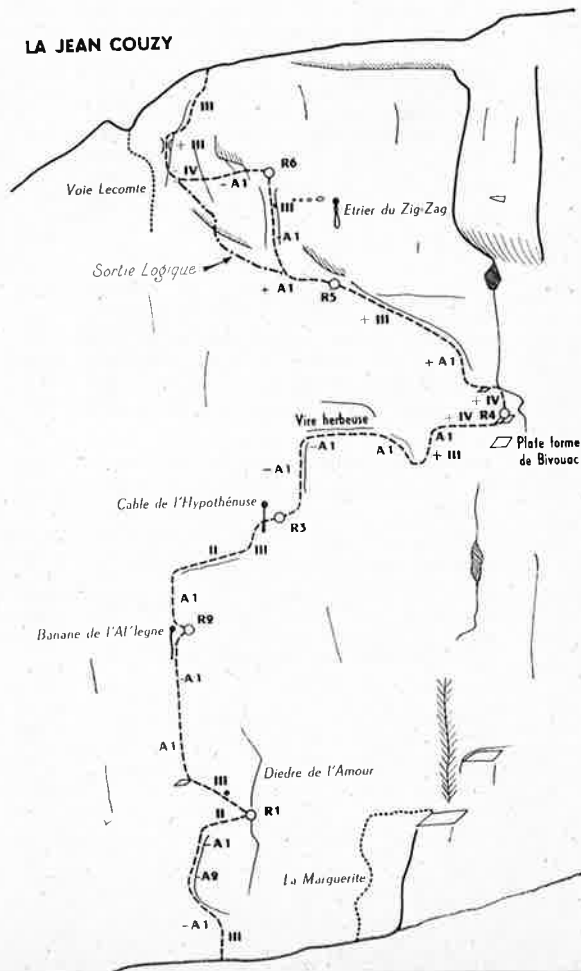 LA JEAN COUZY
III
+ III
- IV
R6
- A1
Voie Lecomte
III
Etrier du Zig-Zag
- A1
Sortie Logique
+ A1
R5
+ III
+ A1
+ IV
+ IV R4
Vire herbeuse
A1
Plate forme
de Bivouac
- A1
A1
+ III
- A1
Cable de l'Hypothénuse
R3
II III
A1
R2
Banane de l'Al'legne
- A1
A1
III
Diedre de l'Amour
II
R1
- A1
- A2
La Marguerite
- A1
III